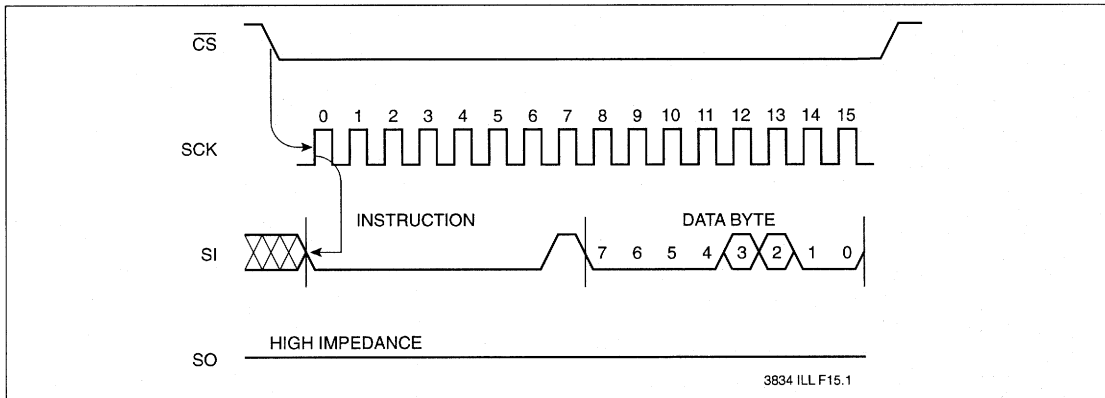 CS
0 1 2 3 4 5 6 7 8 9 10 11 12 13 14 15
SCK
INSTRUCTION DATA BYTE
SI 7 6 5 4 3 2 1 0
HIGH IMPEDANCE
SO
3834 ILL F15.1